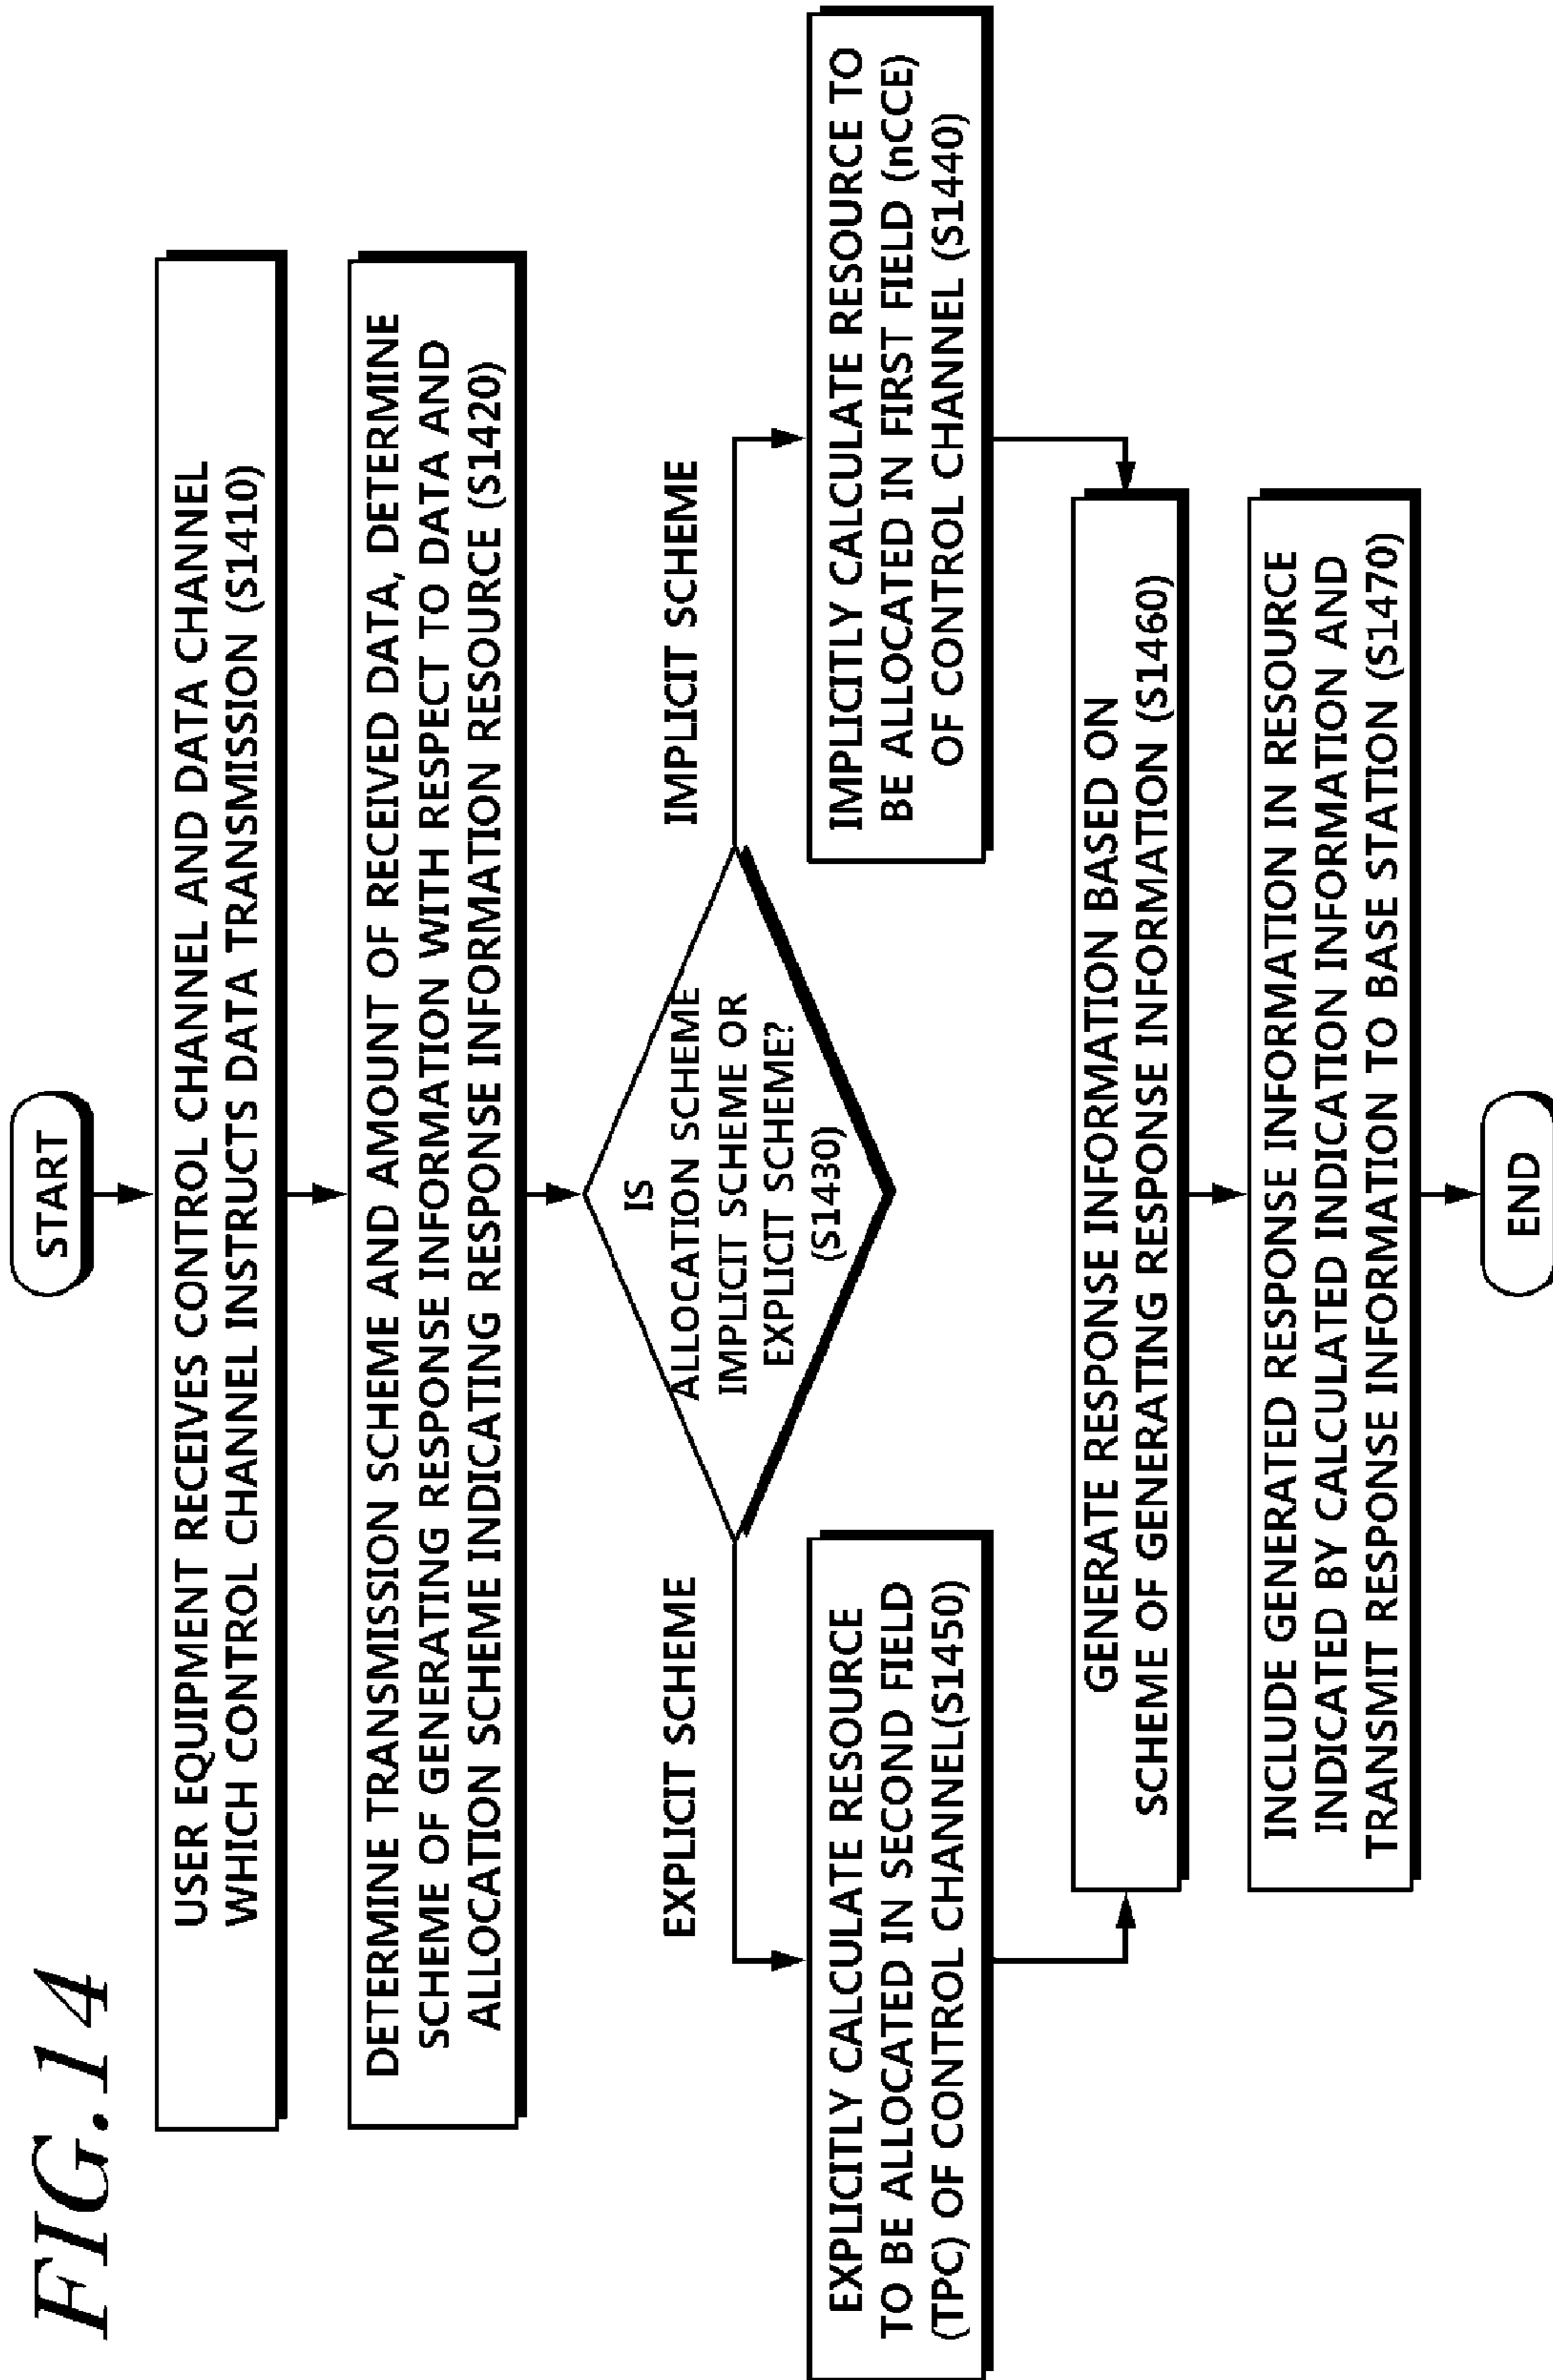 FIG.14
START
USER EQUIPMENT RECEIVES CONTROL CHANNEL AND DATA CHANNEL
WHICH CONTROL CHANNEL INSTRUCTS DATA TRANSMISSION (S1410)
DETERMINE TRANSMISSION SCHEME AND AMOUNT OF RECEIVED DATA, DETERMINE
SCHEME OF GENERATING RESPONSE INFORMATION WITH RESPECT TO DATA AND
ALLOCATION SCHEME INDICATING RESPONSE INFORMATION RESOURCE (S1420)
IS
ALLOCATION SCHEME
IMPLICIT SCHEME OR
EXPLICIT SCHEME?
(S1430)
EXPLICIT SCHEME
IMPLICIT SCHEME
EXPLICITLY CALCULATE RESOURCE
TO BE ALLOCATED IN SECOND FIELD
(TPC) OF CONTROL CHANNEL(S1450)
IMPLICITLY CALCULATE RESOURCE TO
BE ALLOCATED IN FIRST FIELD (nCCE)
OF CONTROL CHANNEL (S1440)
GENERATE RESPONSE INFORMATION BASED ON
SCHEME OF GENERATING RESPONSE INFORMATION (S1460)
INCLUDE GENERATED RESPONSE INFORMATION IN RESOURCE
INDICATED BY CALCULATED INDICATION INFORMATION AND
TRANSMIT RESPONSE INFORMATION TO BASE STATION (S1470)
END